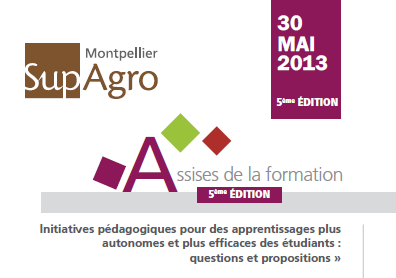 Montpellier
SupAgro
30
MAI
2013
5ème ÉDITION
Assises de la formation
5ème ÉDITION
Initiatives pédagogiques pour des apprentissages plus
autonomes et plus efficaces des étudiants :
questions et propositions »